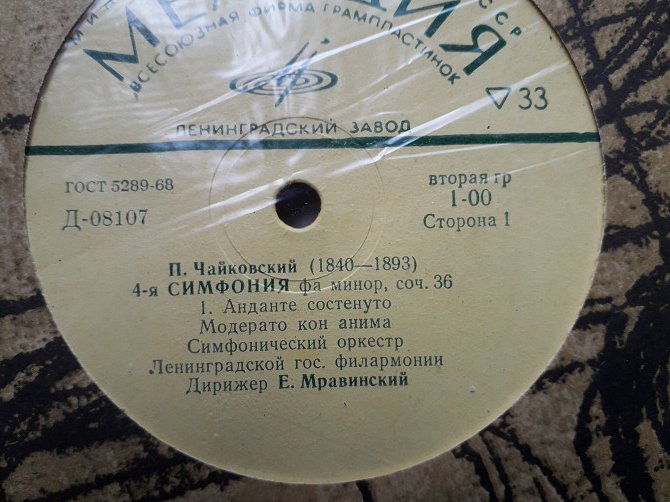 МЕЛОДИЯ
ВСЕСОЮЗНАЯ ФИРМА ГРАМПЛАСТИНОК
33
ЛЕНИНГРАДСКИЙ ЗАВОД
ГОСТ 5289-68
вторая гр
Д-08107
1-00
Сторона 1
П. Чайковский (1840—1893)
4-я СИМФОНИЯ фа минор, соч. 36
1. Анданте состенуто
Модерато кон анима
Симфонический оркестр
Ленинградской гос. филармонии
Дирижер Е. Мравинский